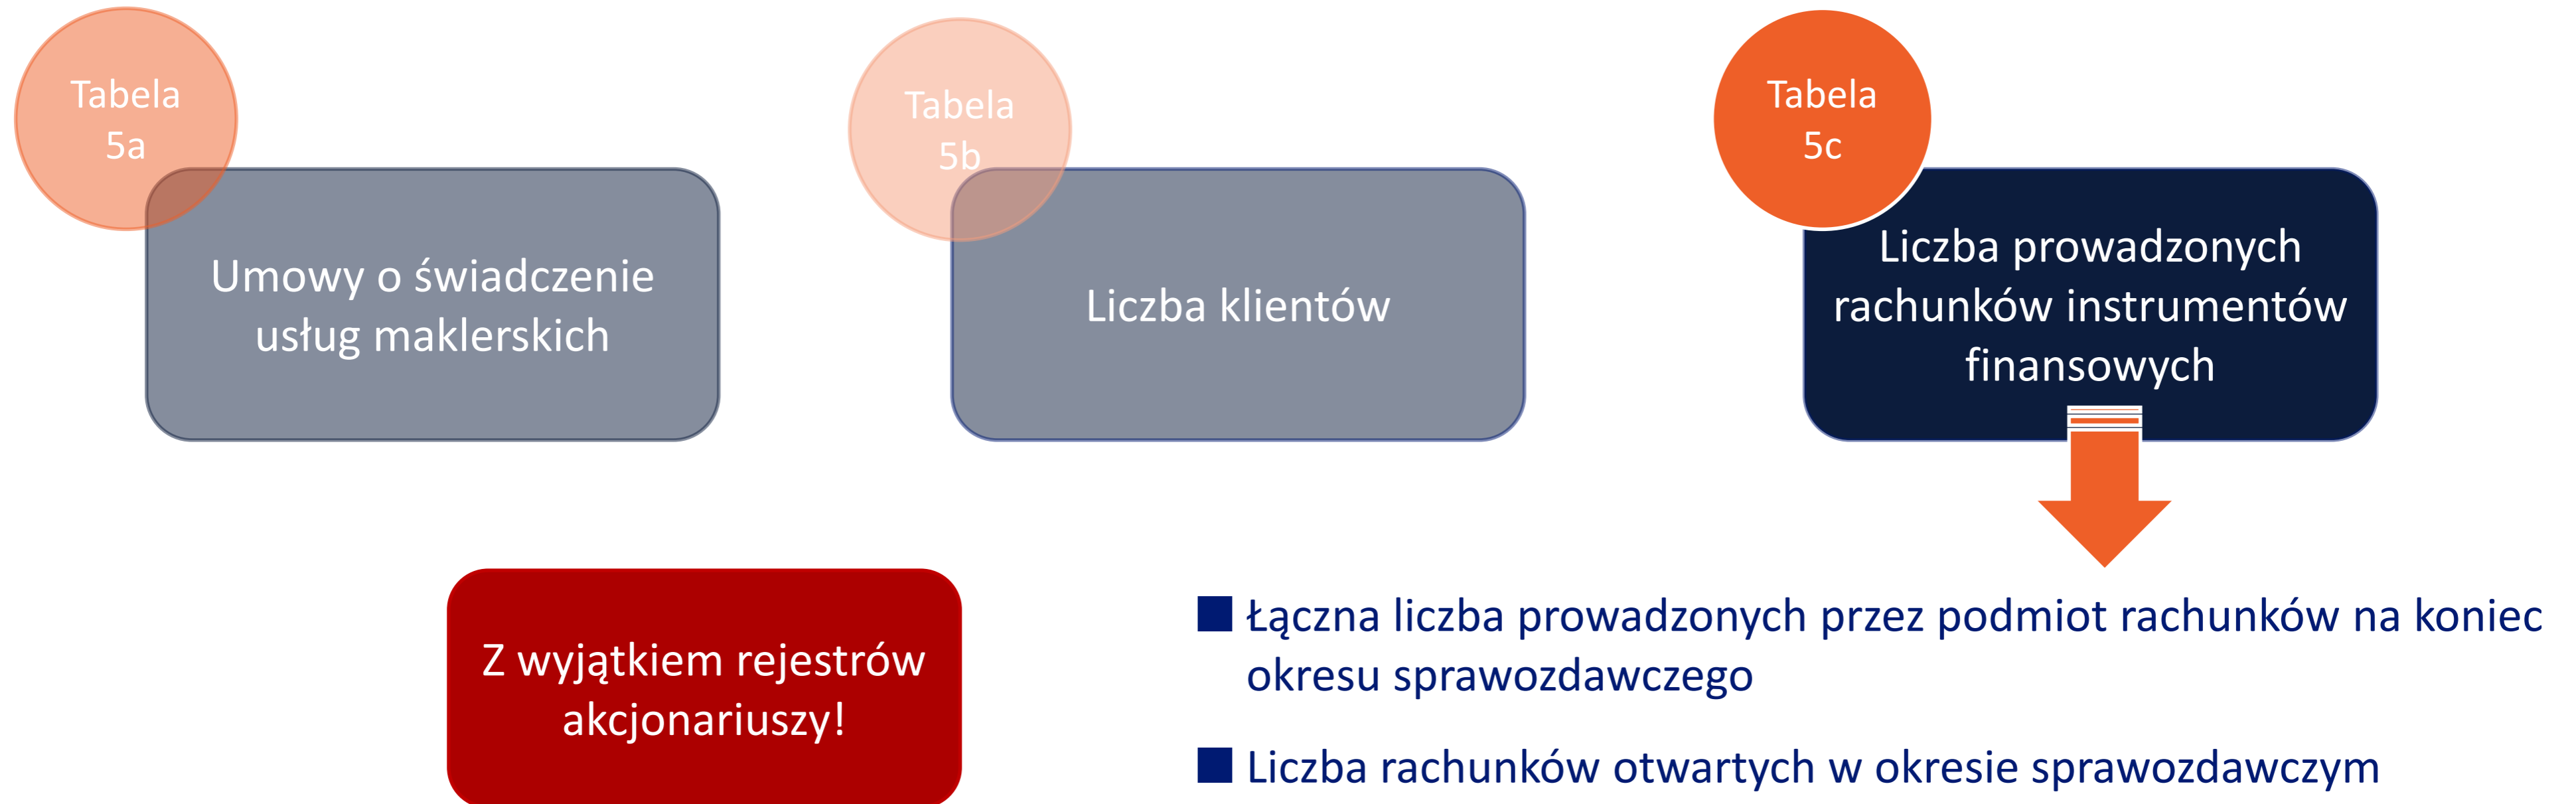 Tabela
5a
Umowy o świadczenie
usług maklerskich
Tabela
5b
Liczba klientów
Tabela
5c
Liczba prowadzonych
rachunków instrumentów
finansowych
Z wyjątkiem rejestrów
akcjonariuszy!
Łączna liczba prowadzonych przez podmiot rachunków na koniec
okresu sprawozdawczego
Liczba rachunków otwartych w okresie sprawozdawczym